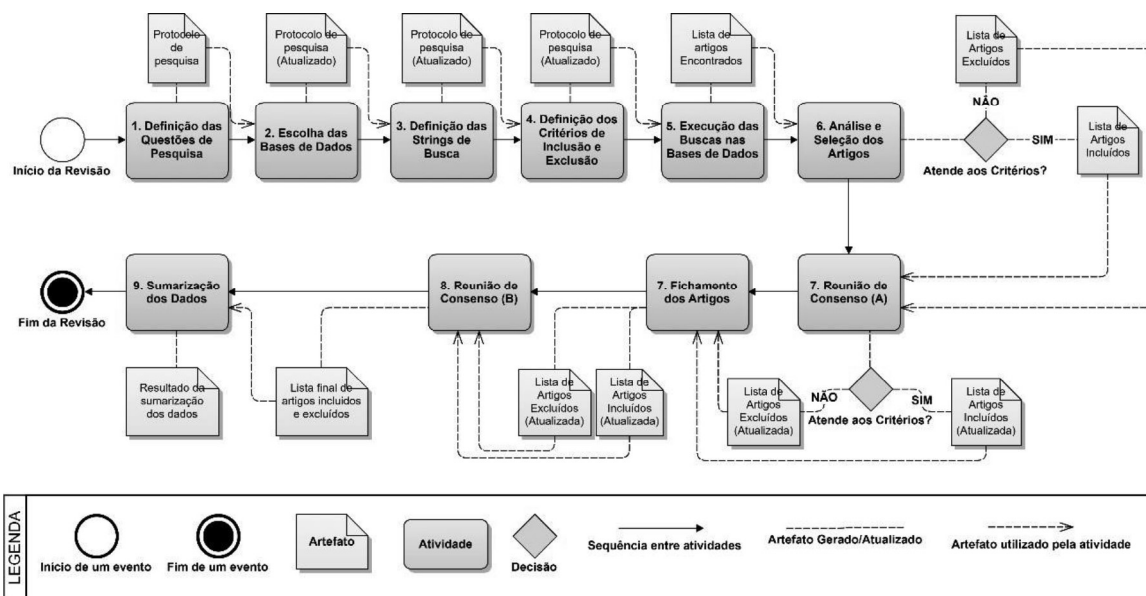 Protocolo de
pesquisa
Protocolo de
pesquisa
(Atualizado)
Protocolo de
pesquisa
(Atualizado)
Protocolo de
pesquisa
(Atualizado)
Lista de
artigos
Encontrados
Lista de
Artigos
Excluídos
NÃO
SIM
Lista de
Artigos
Incluídos
Atende aos Critérios?
Início da Revisão
1. Definição das
Questões de
Pesquisa
2. Escolha das
Bases de Dados
3. Definição das
Strings de
Busca
4. Definição dos
Critérios de
Inclusão e
Exclusão
5. Execução das
Buscas nas
Bases de Dados
6. Análise e
Seleção dos
Artigos
Fim da Revisão
9. Sumarização
dos Dados
8. Reunião de
Consenso (B)
7. Fichamento
dos Artigos
7. Reunião de
Consenso (A)
Resultado da
sumarização
dos dados
Lista final de
artigos incluidos
e excluídos
Lista de
Artigos
Excluídos
(Atualizada)
Lista de
Artigos
Incluídos
(Atualizada)
Lista de
Artigos
Excluídos
(Atualizada)
NÃO
SIM
Atende aos Critérios?
Lista de
Artigos
Incluídos
(Atualizada)
LEGENDA
Início de um evento
Fim de um evento
Artefato
Atividade
Decisão
Sequência entre atividades
Artefato Gerado/Atualizado
Artefato utilizado pela atividade